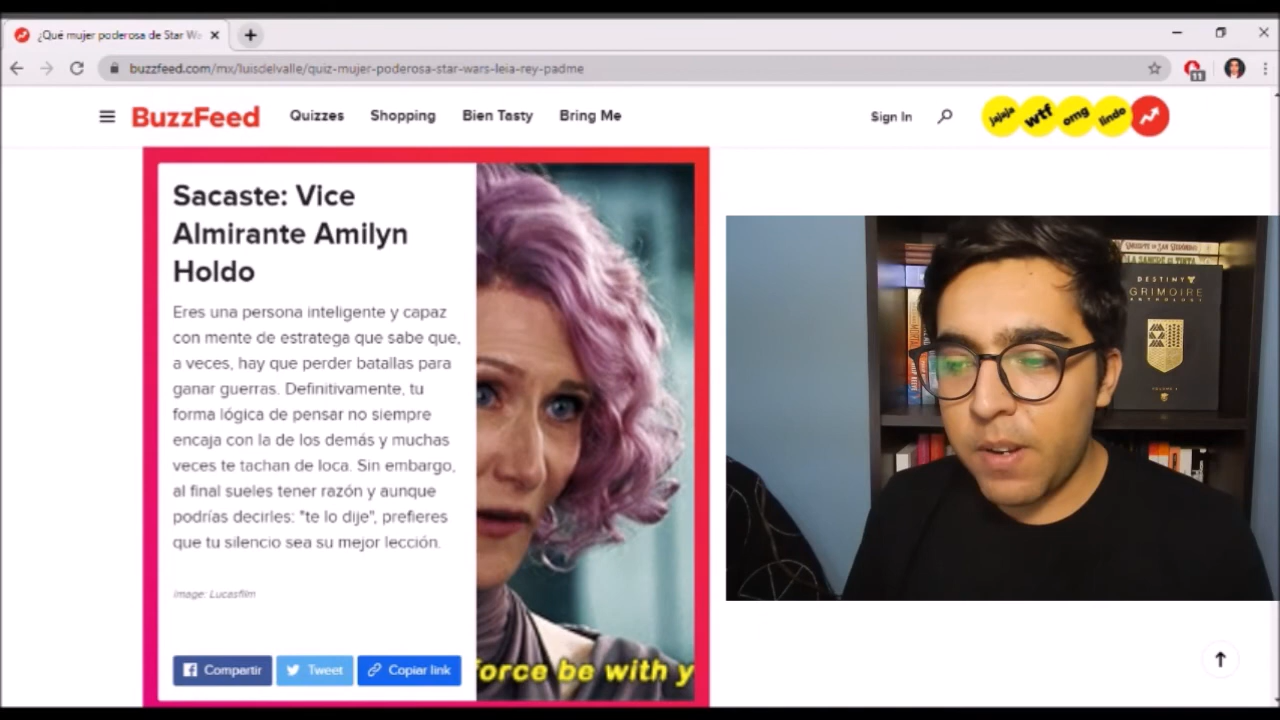 ¿Qué mujer poderosa de Star Wa
buzzfeed.com/mx/luisdelvalle/quiz-mujer-poderosa-star-wars-leia-rey-padme
11
BuzzFeed
Quizzes
Shopping
Bien Tasty
Bring Me
Sign In
jajaja
wtf
omg
lindo
Sacaste: Vice
Almirante Amilyn
Holdo
Eres una persona inteligente y capaz
con mente de estratega que sabe que,
a veces, hay que perder batallas para
ganar guerras. Definitivamente, tu
forma lógica de pensar no siempre
encaja con la de los demás y muchas
veces te tachan de loca. Sin embargo,
al final sueles tener razón y aunque
podrías decirles: "te lo dije", prefieres
que tu silencio sea su mejor lección.
Image: Lucasfilm
Compartir
Tweet
Copiar link
force be with y
DESTINY
GRIMOIRE
ANTHOLOGY
VOLUME I